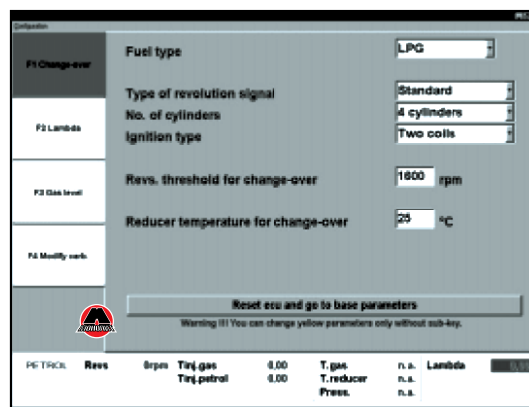 Configuration
F1 Change-over
Fuel type
LPG
Type of revolution signal
Standard
No. of cylinders
4 cylinders
F2 Lambda
Ignition type
Two coils
F3 Gas level
Revs. threshold for change-over
1600 rpm
Reducer temperature for change-over
25 °C
F4 Modify carb.
Reset ecu and go to base parameters
Warning !!! You can change yellow parameters only without sub-key.
PETROL Revs 0rpm Tinj.gas 0,00 T.gas n.a. Lambda
Tinj.petrol 0,00 T.reducer n.a.
Press. n.a.